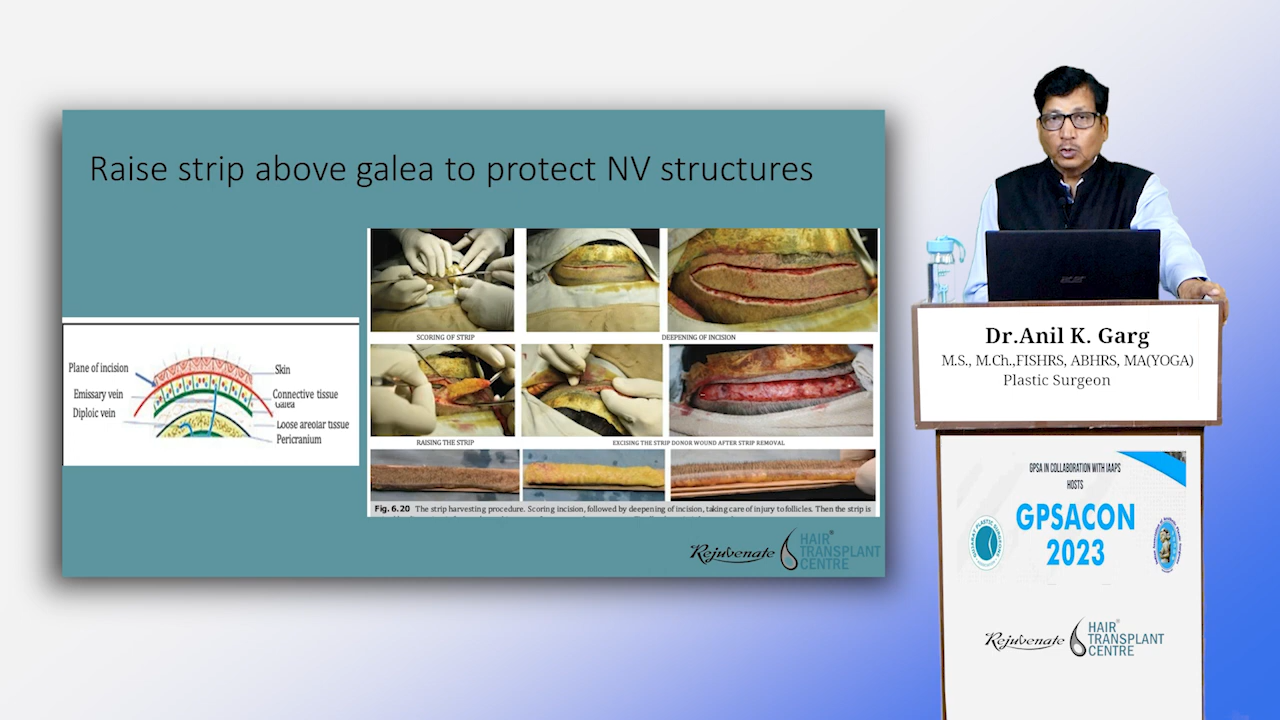 Raise strip above galea to protect NV structures
Plane of incision
Emissary vein
Diploic vein
Skin
Connective tissue
Galea
Loose areolar tissue
Pericranium
SCORING OF STRIP
DEEPENING OF INCISION
RAISING THE STRIP
EXCISING THE STRIP DONOR WOUND AFTER STRIP REMOVAL
Fig. 6.20 The strip harvesting procedure. Scoring incision, followed by deepening of incision, taking care of injury to follicles. Then the strip is
Rejuvenate HAIR
TRANSPLANT
CENTRE
Dr.Anil K. Garg
M.S., M.Ch.,FISHRS, ABHRS, MA(YOGA)
Plastic Surgeon
GPSA IN COLLABORATION WITH IAAPS
HOSTS
GPSACON
2023
Rejuvenate HAIR
TRANSPLANT
CENTRE